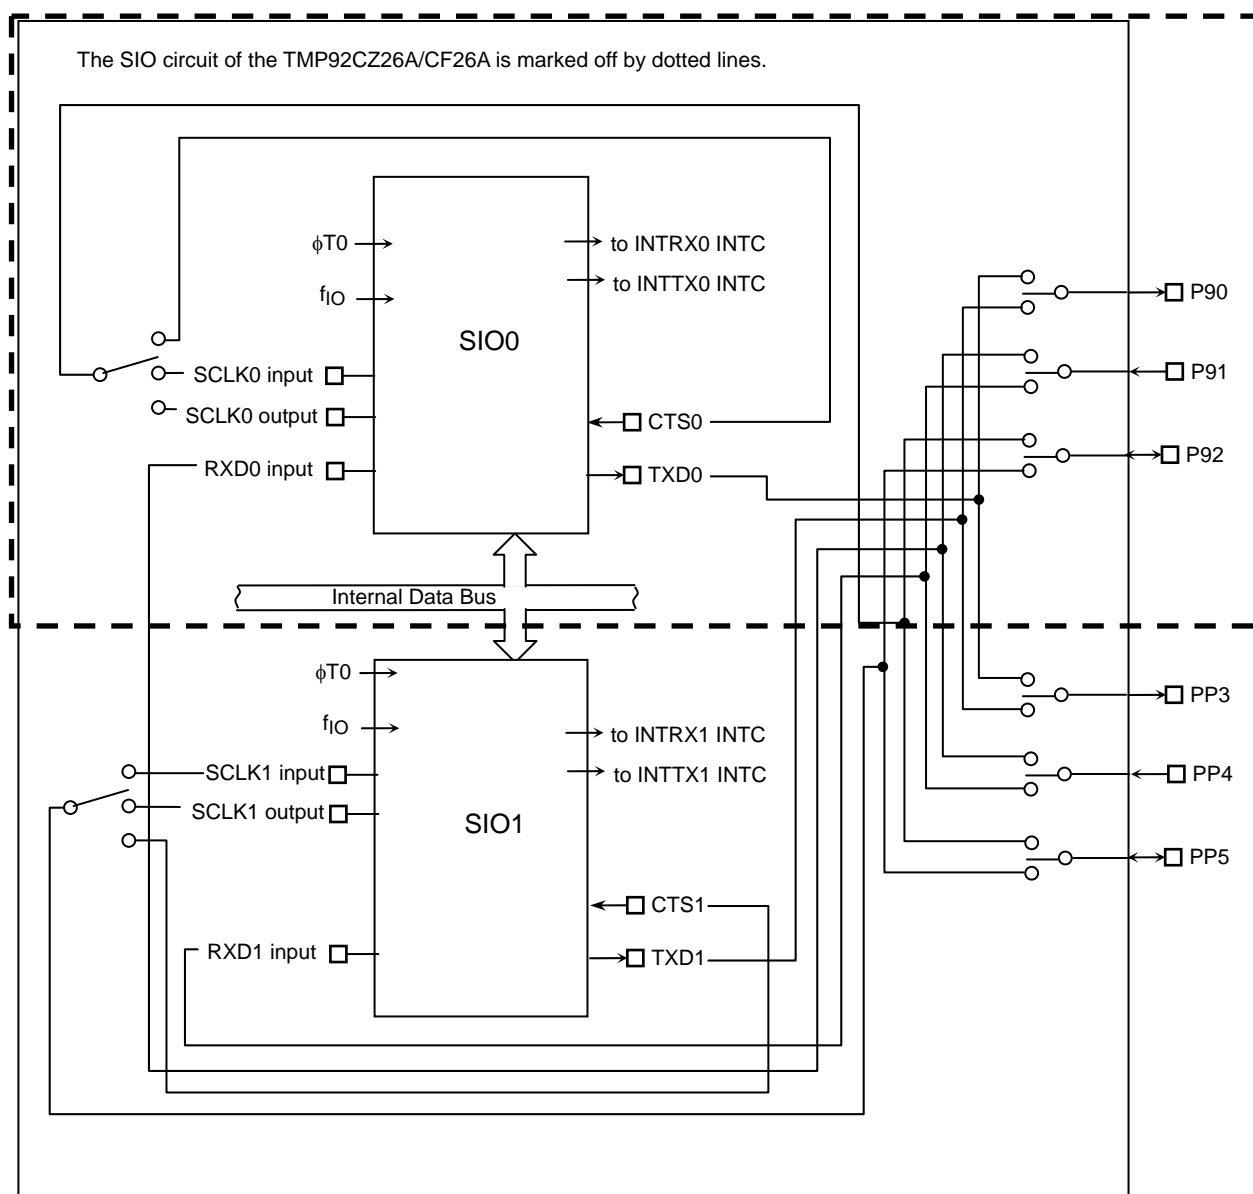 The SIO circuit of the TMP92CZ26A/CF26A is marked off by dotted lines.
ϕT0
to INTRX0 INTC
to INTTX0 INTC
fIO
SIO0
P90
P91
SCLK0 input
SCLK0 output
CTS0
P92
RXD0 input
TXD0
Internal Data Bus
ϕT0
fIO
to INTRX1 INTC
to INTTX1 INTC
PP3
SCLK1 input
PP4
SCLK1 output
SIO1
PP5
CTS1
RXD1 input
TXD1